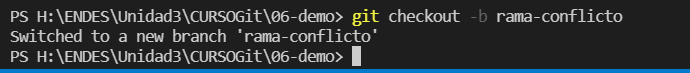 PS H:\ENDES\Unidad3\CURSOGit\06-demo> git checkout -b rama-conflicto
Switched to a new branch 'rama-conflicto'
PS H:\ENDES\Unidad3\CURSOGit\06-demo>